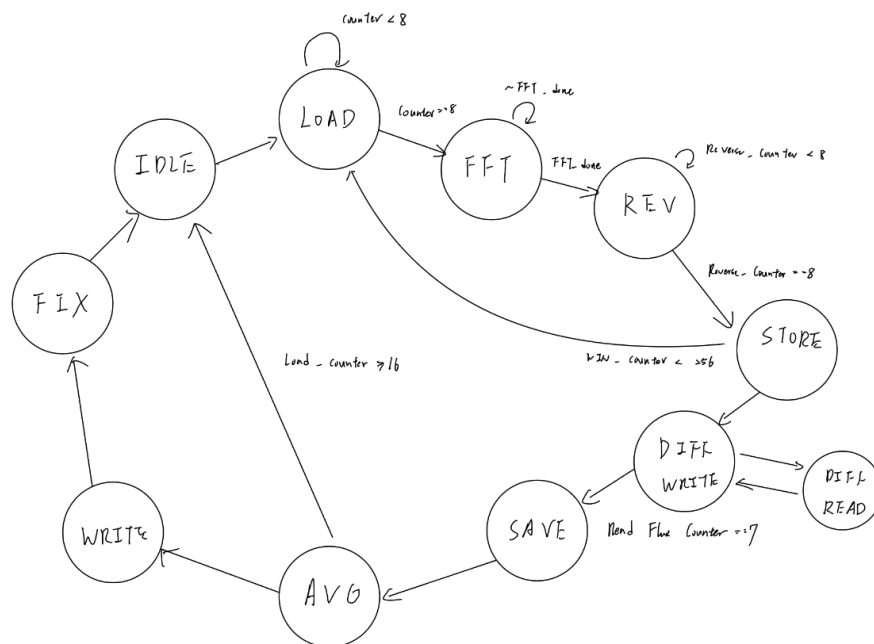 Counter < 8
LOAD
Counter == 8
~FFT_done
FFT
FFT_done
Reverse_Counter < 8
REV
IDLE
Reverse_Counter == 8
FIX
STORE
Load_Counter ≥ 16
WIN_Counter < 256
DIFF
WRITE
DIFF
READ
SAVE
Read Flux Counter == 7
WRITE
AVG